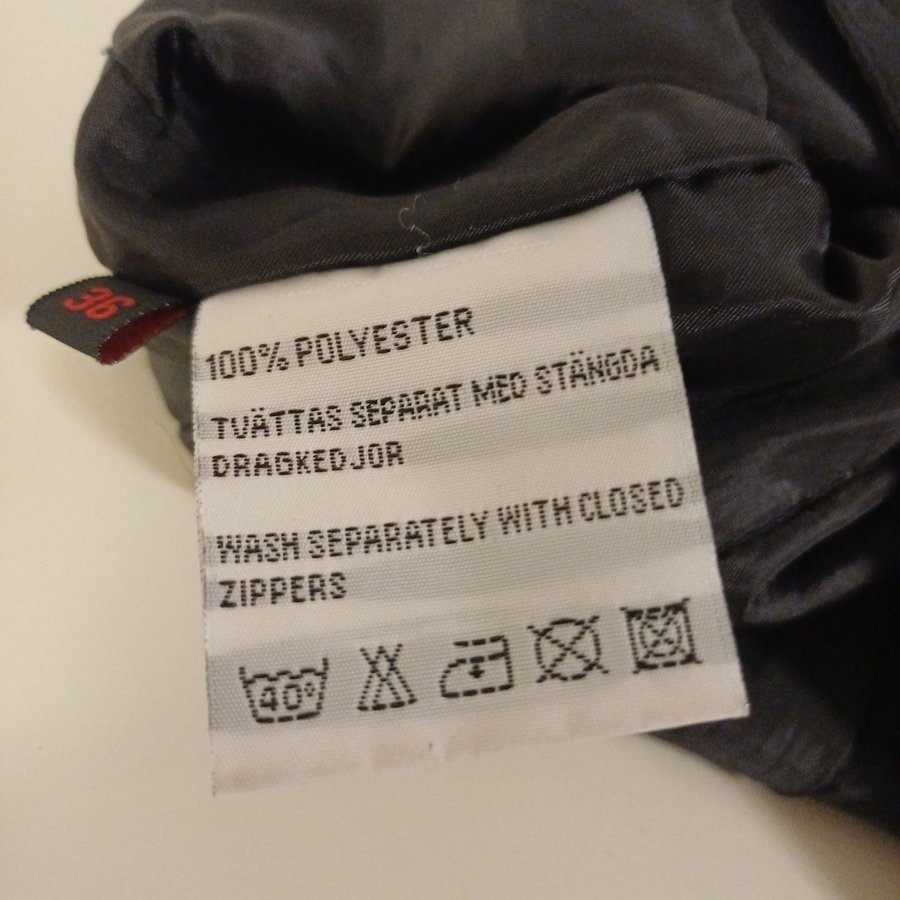 36
100% POLYESTER
TVÄTTAS SEPARAT MED STÄNGDA
DRAGKEDJOR
WASH SEPARATELY WITH CLOSED
ZIPPERS
40°